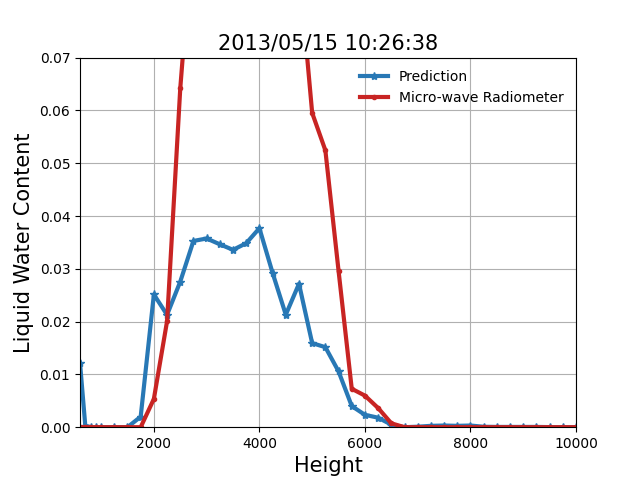 2013/05/15 10:26:38
0.07
0.06
0.05
0.04
0.03
0.02
0.01
0.00
Liquid Water Content
Prediction
Micro-wave Radiometer
2000 4000 6000 8000 10000
Height